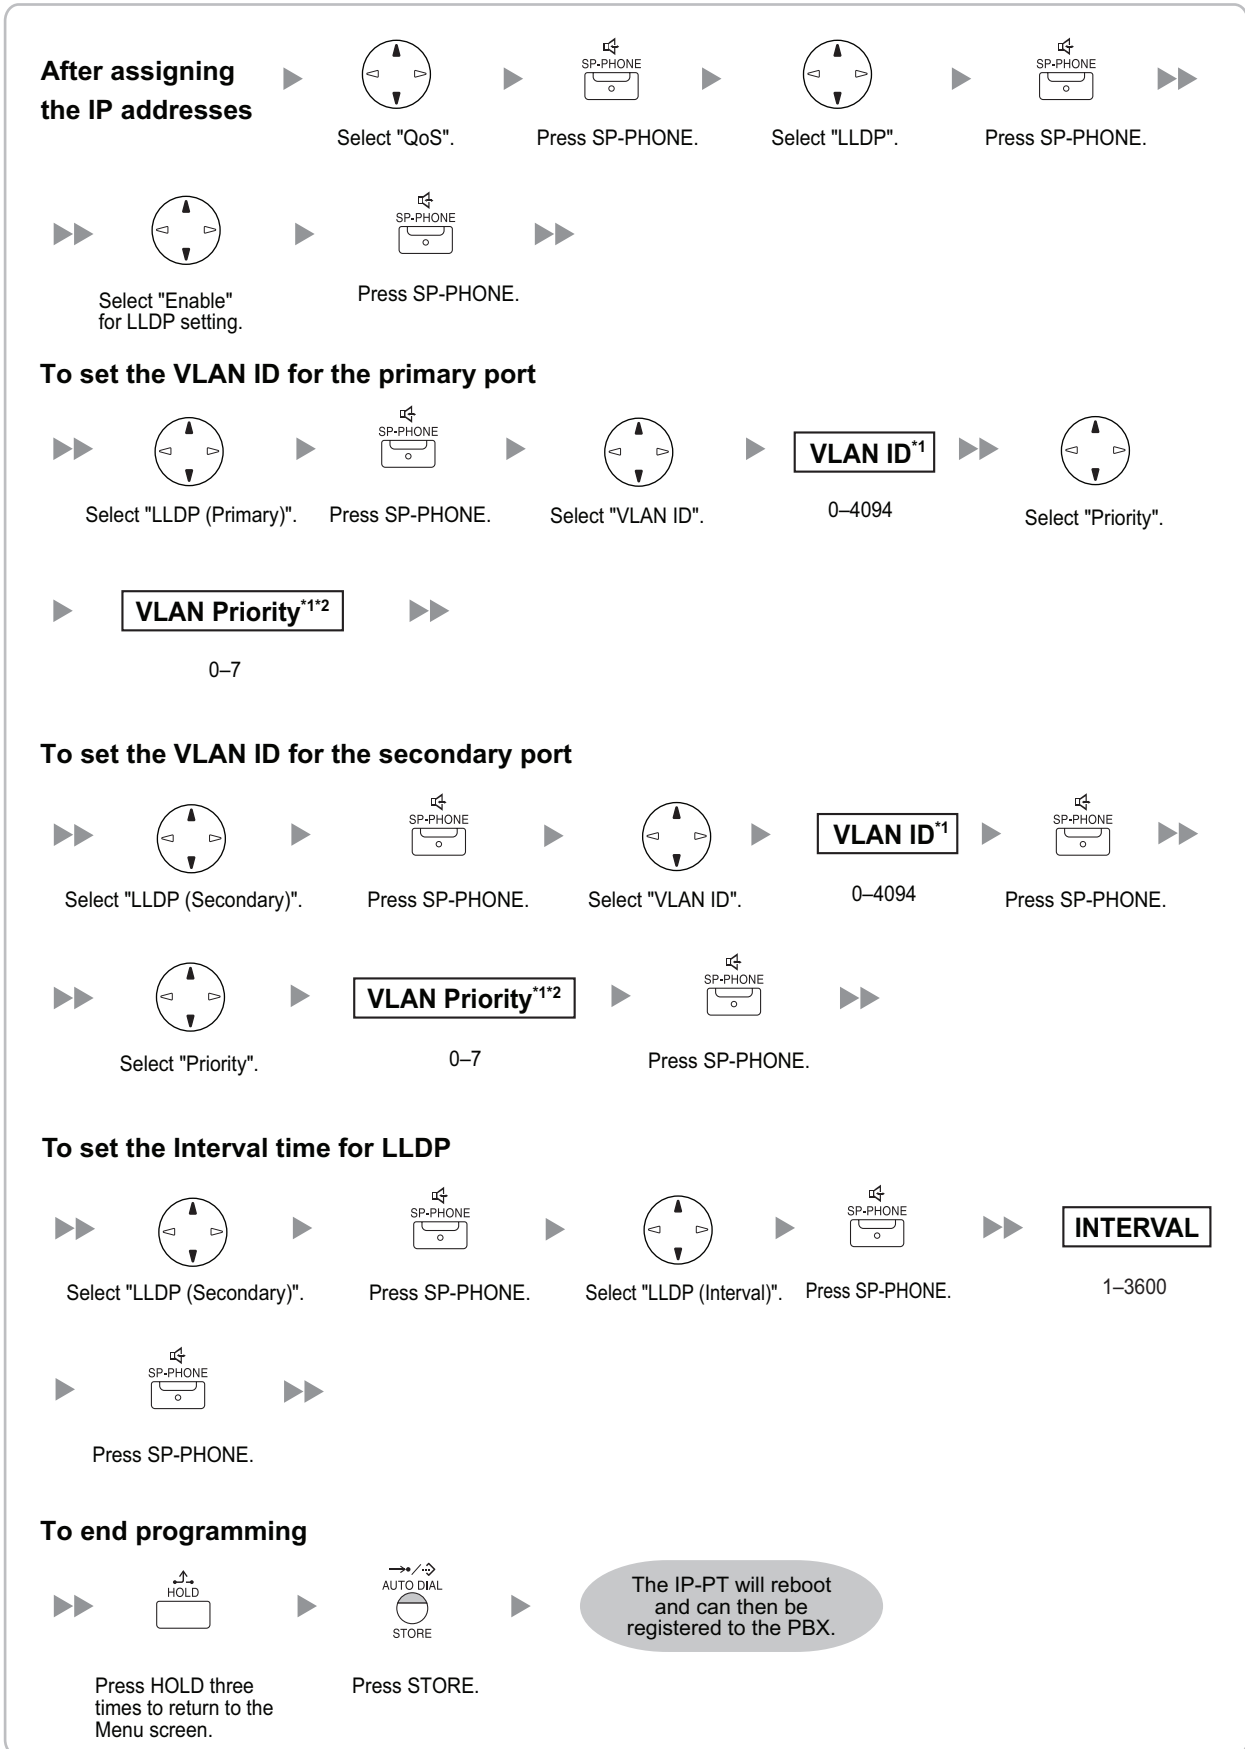 After assigning
the IP addresses
SP-PHONE
SP-PHONE
Select "QoS".
Press SP-PHONE.
Select "LLDP".
Press SP-PHONE.
SP-PHONE
Select "Enable"
for LLDP setting.
Press SP-PHONE.
To set the VLAN ID for the primary port
SP-PHONE
VLAN ID*1
Select "LLDP (Primary)".
Press SP-PHONE.
Select "VLAN ID".
0–4094
Select "Priority".
VLAN Priority*1*2
0–7
To set the VLAN ID for the secondary port
SP-PHONE
VLAN ID*1
SP-PHONE
Select "LLDP (Secondary)".
Press SP-PHONE.
Select "VLAN ID".
0–4094
Press SP-PHONE.
VLAN Priority*1*2
SP-PHONE
Select "Priority".
0–7
Press SP-PHONE.
To set the Interval time for LLDP
SP-PHONE
SP-PHONE
INTERVAL
Select "LLDP (Secondary)".
Press SP-PHONE.
Select "LLDP (Interval)".
Press SP-PHONE.
1–3600
SP-PHONE
Press SP-PHONE.
To end programming
HOLD
AUTO DIAL
STORE
The IP-PT will reboot
and can then be
registered to the PBX.
Press HOLD three
times to return to the
Menu screen.
Press STORE.